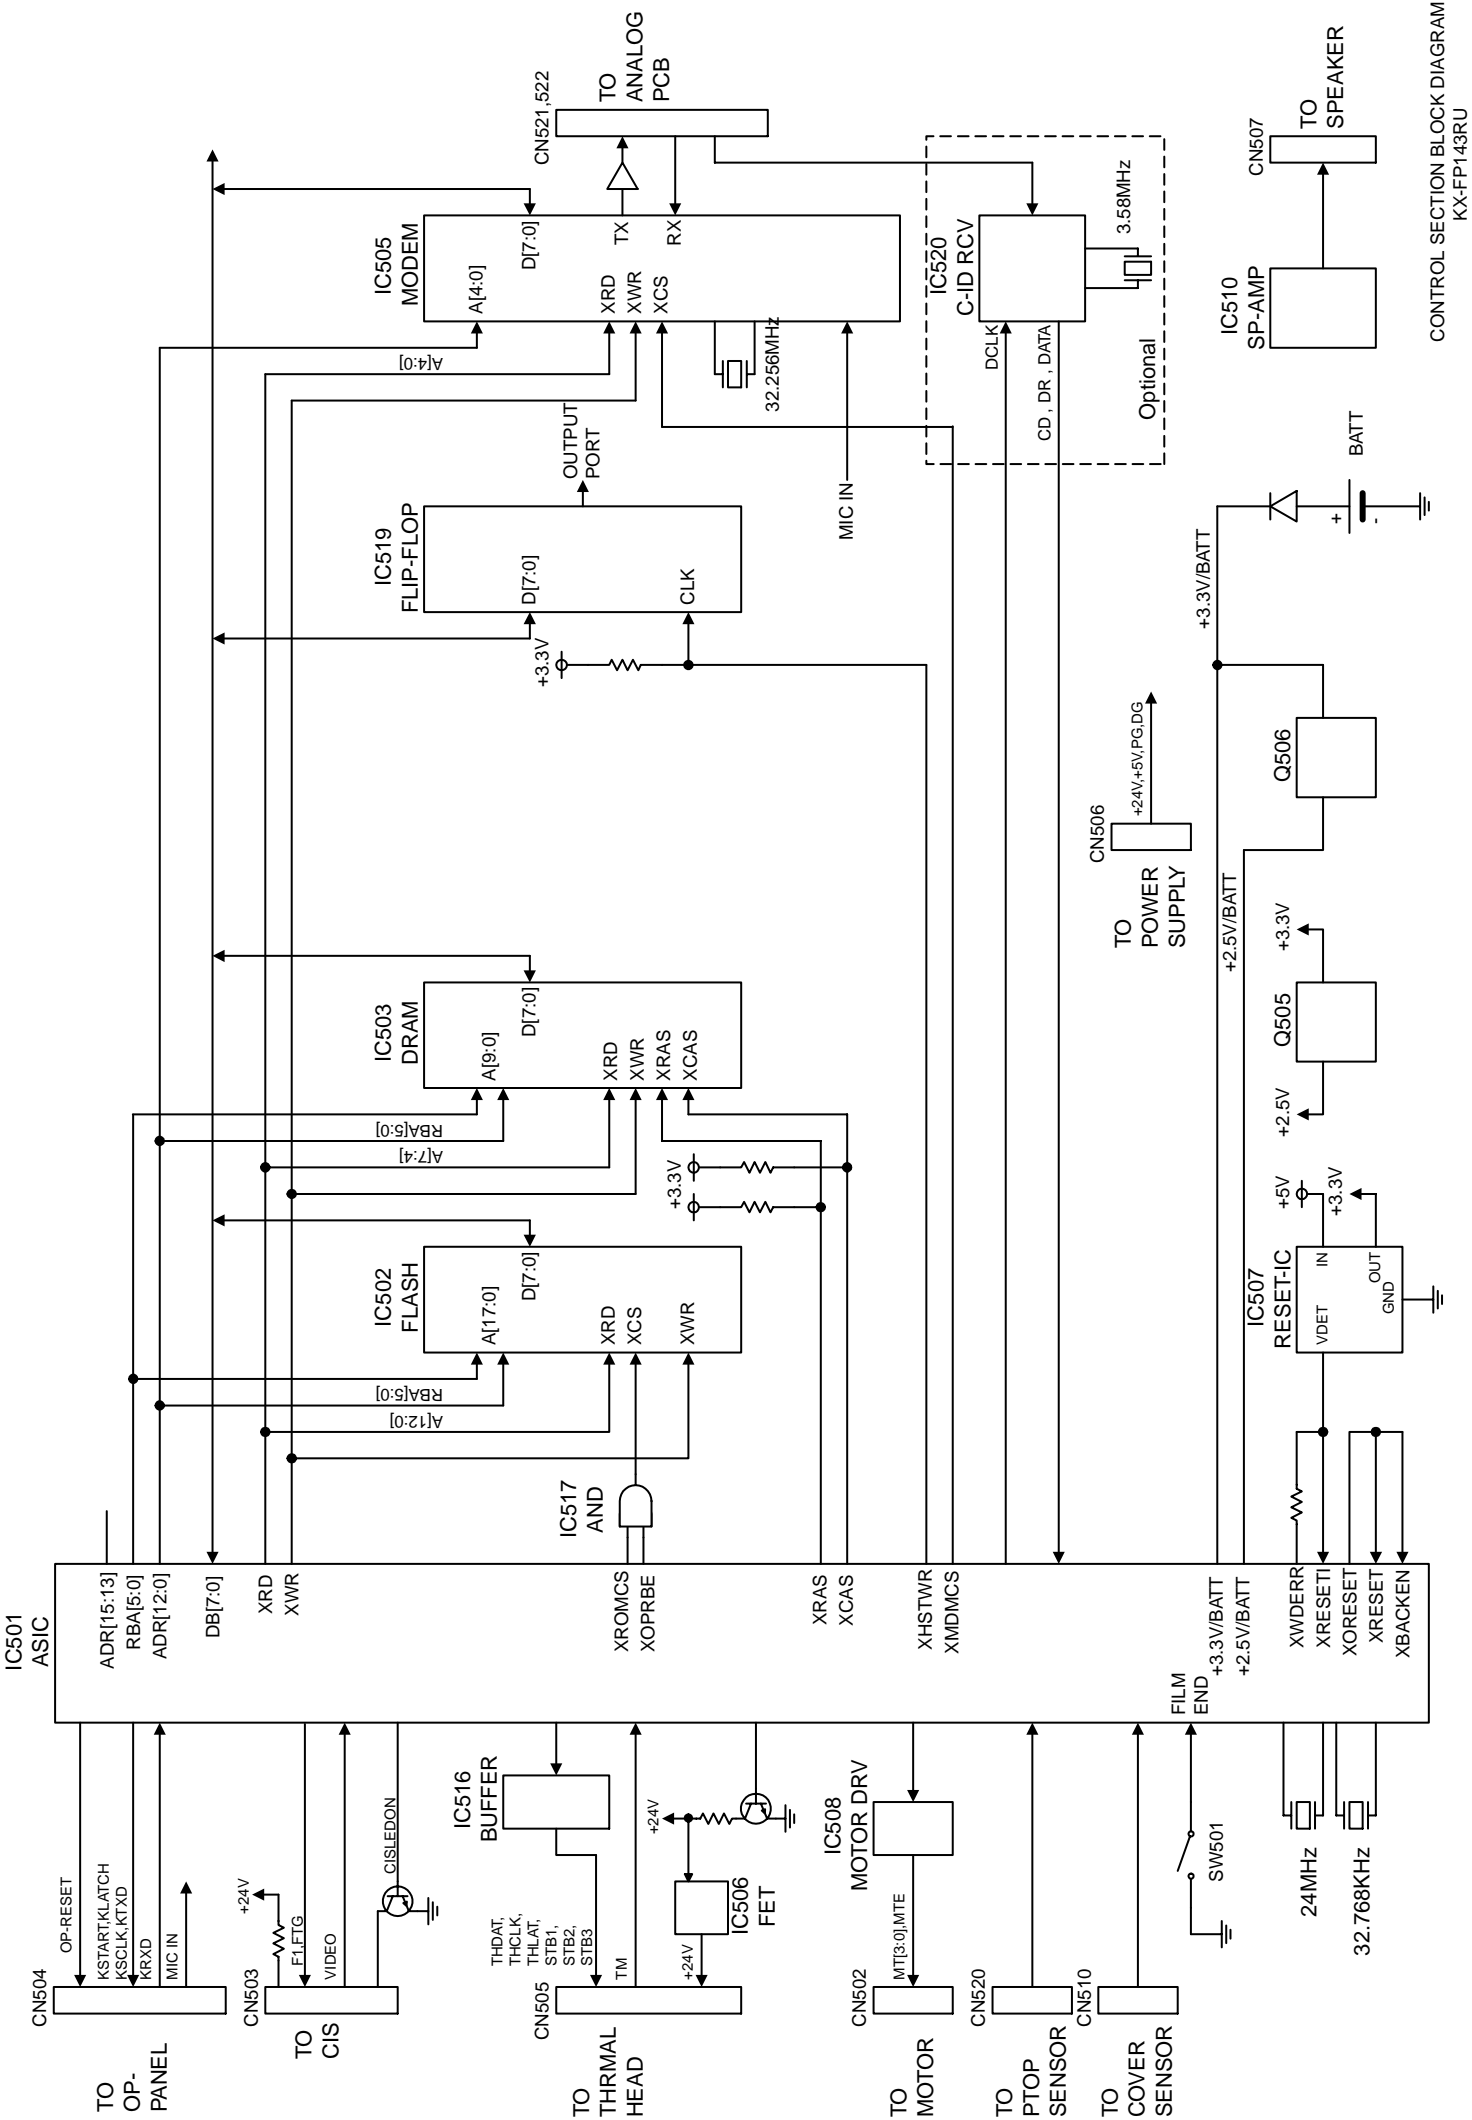 IC501
ASIC
ADR[15:13]
RBA[5:0]
ADR[12:0]
DB[7:0]
XRD
XWR
XROMCS
XOPRBE
XRAS
XCAS
XHSTWR
XMDMCS
FILM
END
+3.3V/BATT
+2.5V/BATT
XWDERR
XRESETI
XORESET
XRESET
XBACKEN
CN504
TO
OP-
PANEL
OP-RESET
KSTART,KLATCH
KSCLK,KTXD
KRXD
MIC IN
CN503
TO
CIS
+24V
F1,FTG
VIDEO
CISLEDON
CN505
TO
THRMAL
HEAD
IC516
BUFFER
THDAT,
THCLK,
THLAT,
STB1,
STB2,
STB3
TM
+24V
+24V
IC506
FET
CN502
TO
MOTOR
MT[3:0],MTE
IC508
MOTOR DRV
CN520
TO
PTOP
SENSOR
CN510
TO
COVER
SENSOR
SW501
24MHz
32.768KHz
IC517
AND
IC502
FLASH
A[17:0]
D[7:0]
XRD
XCS
XWR
RBA[5:0]
A[12:0]
IC503
DRAM
A[9:0]
D[7:0]
XRD
XWR
XRAS
XCAS
RBA[5:0]
A[7:4]
+3.3V
IC519
FLIP-FLOP
D[7:0]
CLK
+3.3V
OUTPUT
PORT
IC505
MODEM
A[4:0]
D[7:0]
XRD
XWR
XCS
TX
RX
A[4:0]
32.256MHz
MIC IN
CN521,522
TO
ANALOG
PCB
IC520
C-ID RCV
DCLK
CD , DR , DATA
3.58MHz
Optional
CN506
TO
POWER
SUPPLY
+24V,+5V,PG,DG
+3.3V/BATT
+2.5V/BATT
IC507
RESET-IC
VDET
IN
OUT
GND
+5V
+3.3V
Q505
+2.5V
+3.3V
Q506
BATT
+
-
IC510
SP-AMP
CN507
TO
SPEAKER
CONTROL SECTION BLOCK DIAGRAM
KX-FP143RU